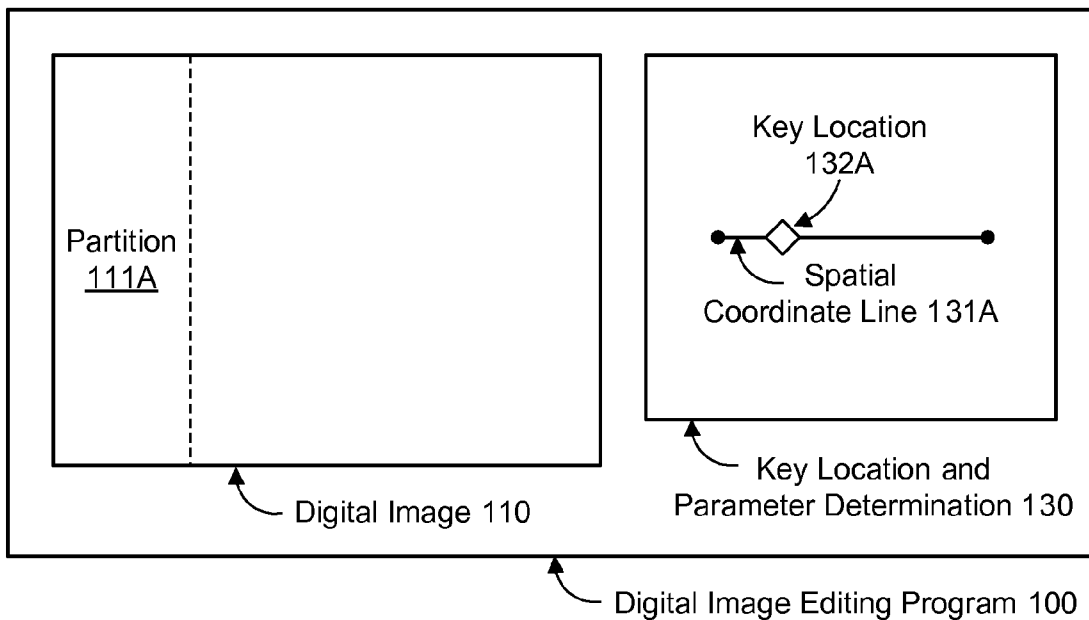 Partition
111A
Key Location
132A
Spatial
Coordinate Line 131A
Digital Image 110
Key Location and
Parameter Determination 130
Digital Image Editing Program 100